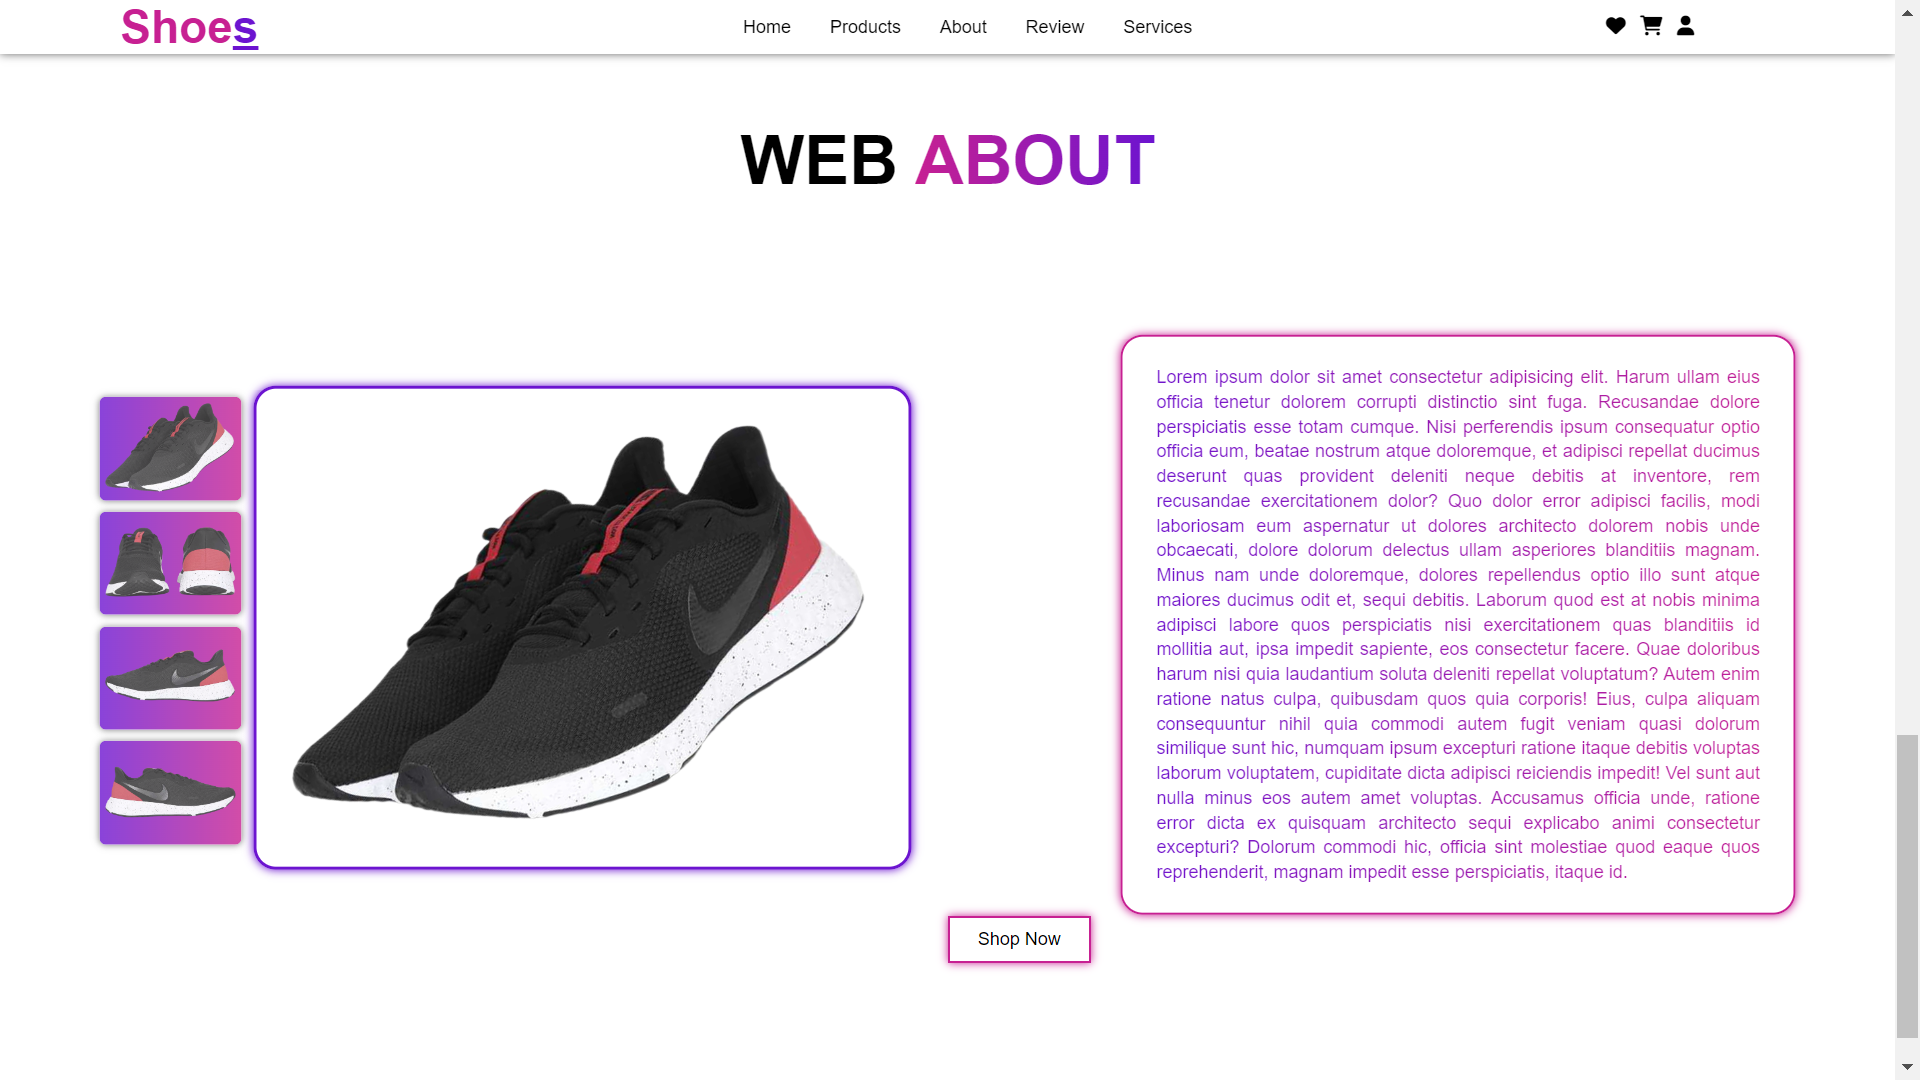 Shoes
Home Products About Review Services
WEB ABOUT
Lorem ipsum dolor sit amet consectetur adipisicing elit. Harum ullam eius
officia tenetur dolorem corrupti distinctio sint fuga. Recusandae dolore
perspiciatis esse totam cumque. Nisi perferendis ipsum consequatur optio
officia eum, beatae nostrum atque doloremque, et adipisci repellat ducimus
deserunt quas provident deleniti neque debitis at inventore, rem
recusandae exercitationem dolor? Quo dolor error adipisci facilis, modi
laboriosam eum aspernatur ut dolores architecto dolorem nobis unde
obcaecati, dolore dolorum delectus ullam asperiores blanditiis magnam.
Minus nam unde doloremque, dolores repellendus optio illo sunt atque
maiores ducimus odit et, sequi debitis. Laborum quod est at nobis minima
adipisci labore quos perspiciatis nisi exercitationem quas blanditiis id
mollitia aut, ipsa impedit sapiente, eos consectetur facere. Quae doloribus
harum nisi quia laudantium soluta deleniti repellat voluptatum? Autem enim
ratione natus culpa, quibusdam quos quia corporis! Eius, culpa aliquam
consequuntur nihil quia commodi autem fugit veniam quasi dolorum
similique sunt hic, numquam ipsum excepturi ratione itaque debitis voluptas
laborum voluptatem, cupiditate dicta adipisci reiciendis impedit! Vel sunt aut
nulla minus eos autem amet voluptas. Accusamus officia unde, ratione
error dicta ex quisquam architecto sequi explicabo animi consectetur
excepturi? Dolorum commodi hic, officia sint molestiae quod eaque quos
reprehenderit, magnam impedit esse perspiciatis, itaque id.
Shop Now